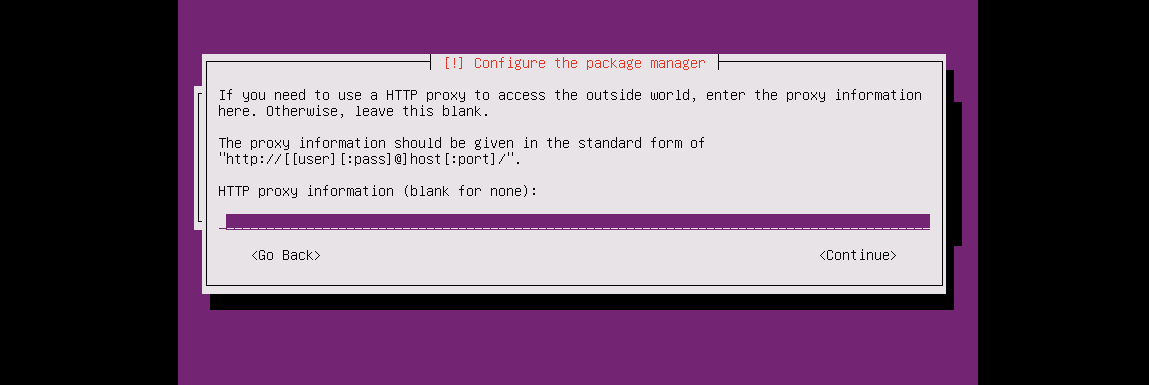 [!] Configure the package manager
If you need to use a HTTP proxy to access the outside world, enter the proxy information
here. Otherwise, leave this blank.
The proxy information should be given in the standard form of
"http://[[user][:pass]@]host[:port]/".
HTTP proxy information (blank for none):
<Go Back> <Continue>